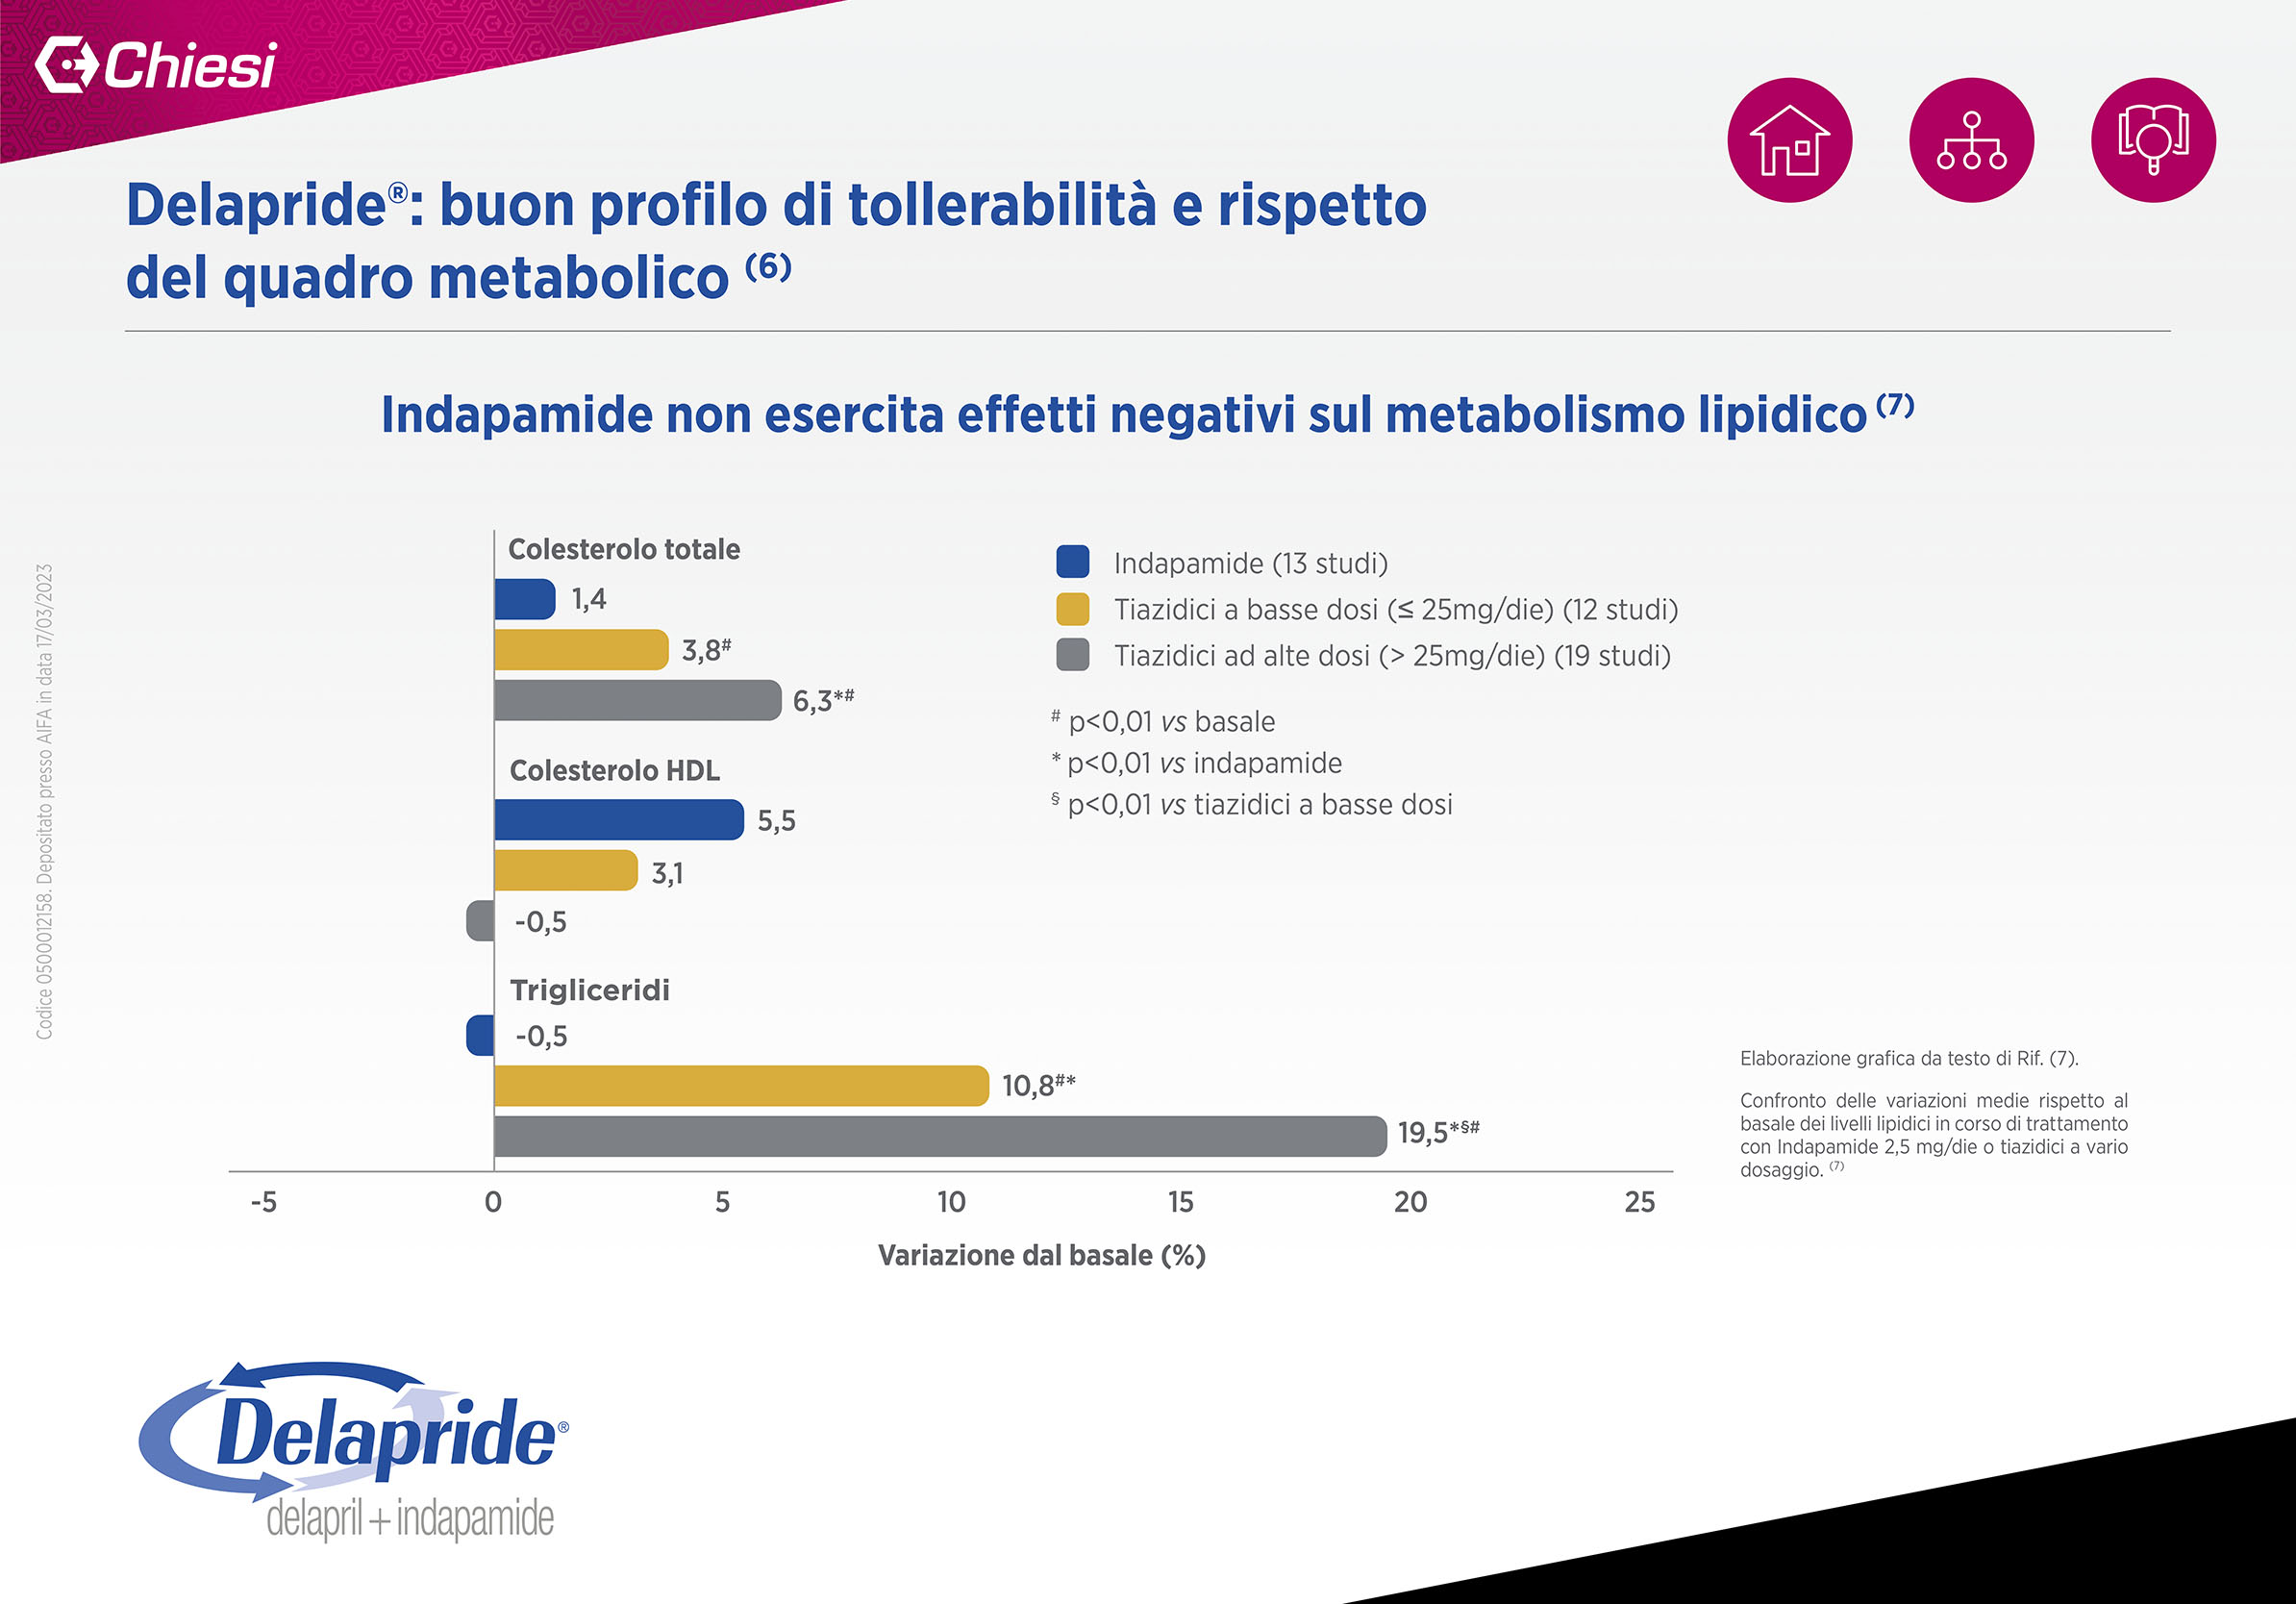 Chiesi
Delapride®: buon profilo di tollerabilità e rispetto
del quadro metabolico (6)
Indapamide non esercita effetti negativi sul metabolismo lipidico (7)
Colesterolo totale
1,4
3,8#
6,3*#
Colesterolo HDL
5,5
3,1
-0,5
Trigliceridi
-0,5
10,8#*
19,5*§#
-5 0 5 10 15 20 25
Variazione dal basale (%)
Indapamide (13 studi)
Tiazidici a basse dosi (≤ 25mg/die) (12 studi)
Tiazidici ad alte dosi (> 25mg/die) (19 studi)
# p<0,01 vs basale
* p<0,01 vs indapamide
§ p<0,01 vs tiazidici a basse dosi
Elaborazione grafica da testo di Rif. (7).
Confronto delle variazioni medie rispetto al
basale dei livelli lipidici in corso di trattamento
con Indapamide 2,5 mg/die o tiazidici a vario
dosaggio. (7)
Codice 0500012158. Depositato presso AIFA in data 17/03/2023
Delapride®
delapril + indapamide